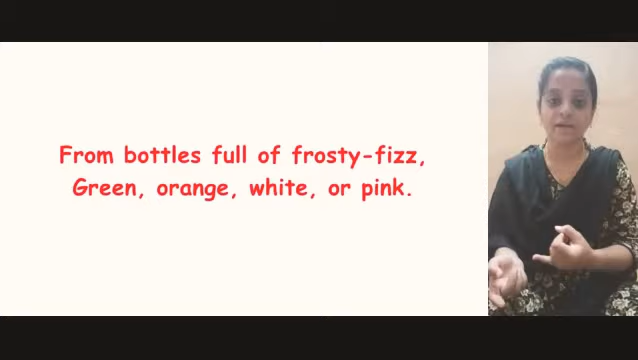 From bottles full of frosty-fizz,
Green, orange, white, or pink.